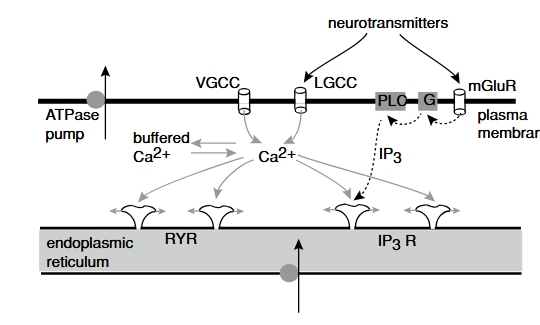 neurotransmitters
VGCC
LGCC
PLC
G
mGluR
ATPase
pump
plasma
membrar
buffered
Ca2+
Ca2+
IP3
RYR
IP3 R
endoplasmic
reticulum